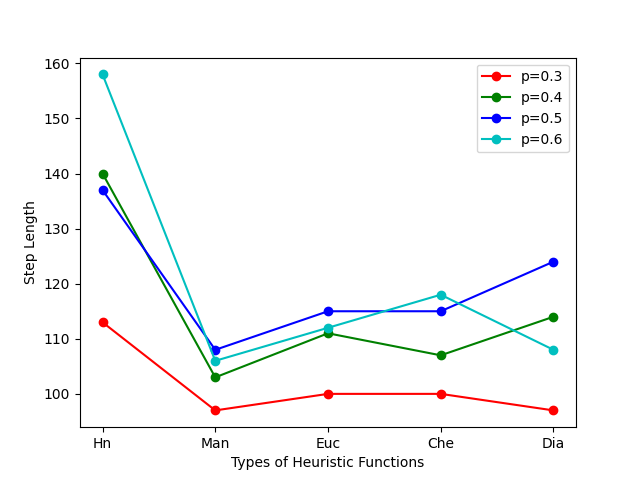 160
150
140
130
120
110
100
Step Length
Hn Man Euc Che Dia
Types of Heuristic Functions
p=0.3
p=0.4
p=0.5
p=0.6